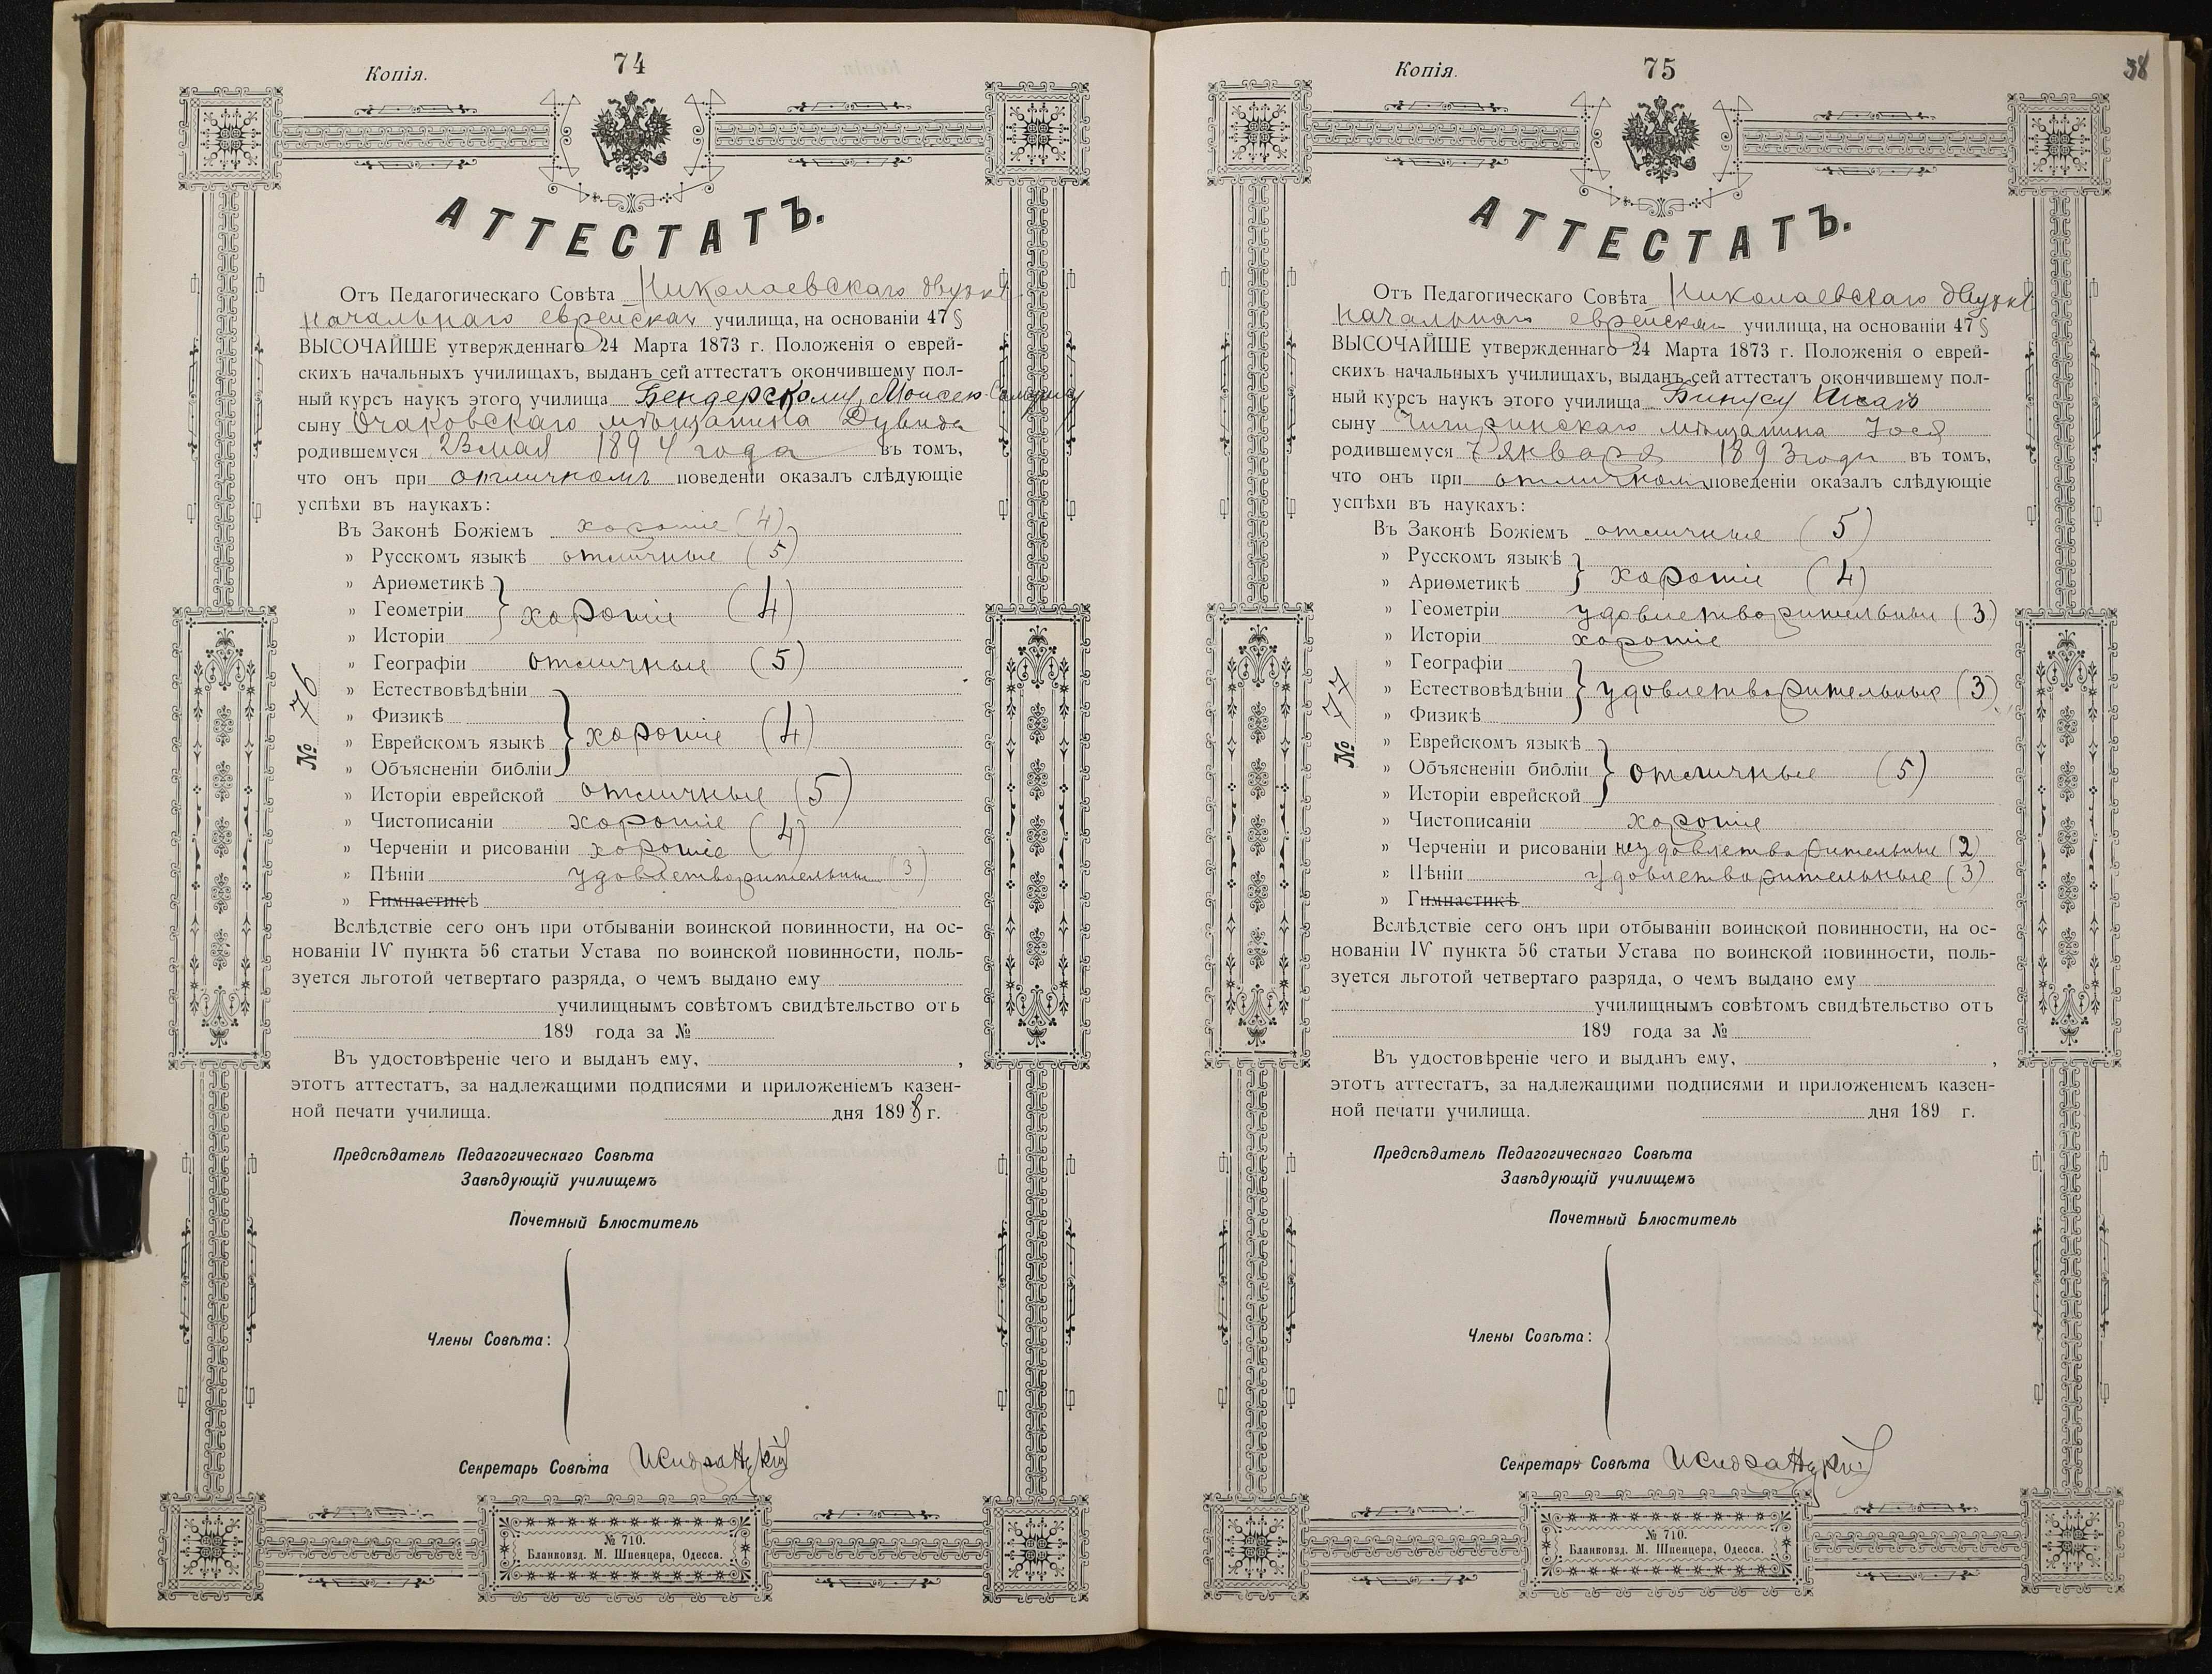 Копія.
74
АТТЕСТАТЪ.
Отъ Педагогическаго Совѣта Николаевскаго двухкл
начальнаго еврейскаго училища, на основаніи 47 §
ВЫСОЧАЙШЕ утвержденнаго 24 Марта 1873 г. Положенія о еврей-
скихъ начальныхъ училищахъ, выданъ сей аттестатъ окончившему пол-
ный курсъ наукъ этого училища Бендерскому Моисею
сыну Очаковскаго мѣщанина Дувида
родившемуся 23 мая 1894 года въ томъ,
что онъ при отличномъ поведеніи оказалъ слѣдующіе
успѣхи въ наукахъ:
Въ Законѣ Божіемъ хорошіе (4)
» Русскомъ языкѣ отличные (5)
» Ариѳметикѣ
» Геометріи хорошіе (4)
» Исторіи
» Географіи отличные (5)
» Естествовѣдѣніи
» Физикѣ
» Еврейскомъ языкѣ хорошіе (4)
» Объясненіи библіи
» Исторіи еврейской отличные (5)
» Чистописаніи хорошіе (4)
» Черченіи и рисованіи хорошіе (4)
» Пѣніи удовлетворительные (3)
» Гимнастикѣ
№ 76
Вслѣдствіе сего онъ при отбываніи воинской повинности, на ос-
нованіи IV пункта 56 статьи Устава по воинской повинности, поль-
зуется льготой четвертаго разряда, о чемъ выдано ему
училищнымъ совѣтомъ свидѣтельство отъ
189 года за №
Въ удостовѣреніе чего и выданъ ему, ,
этотъ аттестатъ, за надлежащими подписями и приложеніемъ казен-
ной печати училища. дня 1898 г.
Предсѣдатель Педагогическаго Совѣта
Завѣдующій училищемъ
Почетный Блюститель
Члены Совѣта:
Секретарь Совѣта
№ 710.
Бланкоизд. М. Шпенцера, Одесса.
Копія.
75
38
АТТЕСТАТЪ.
Отъ Педагогическаго Совѣта Николаевскаго двухкл
начальнаго еврейскаго училища, на основаніи 47 §
ВЫСОЧАЙШЕ утвержденнаго 24 Марта 1873 г. Положенія о еврей-
скихъ начальныхъ училищахъ, выданъ сей аттестатъ окончившему пол-
ный курсъ наукъ этого училища Бинусу Исаю
сыну Чигиринскаго мѣщанина Іося
родившемуся 7 Января 1893 года въ томъ,
что онъ при отличномъ поведеніи оказалъ слѣдующіе
успѣхи въ наукахъ:
Въ Законѣ Божіемъ отличные (5)
» Русскомъ языкѣ
» Ариѳметикѣ хорошіе (4)
» Геометріи удовлетворительные (3)
» Исторіи хорошіе
» Географіи
» Естествовѣдѣніи удовлетворительные (3)
» Физикѣ
» Еврейскомъ языкѣ
» Объясненіи библіи отличные (5)
» Исторіи еврейской
» Чистописаніи хорошіе
» Черченіи и рисованіи неудовлетворительные (2)
» Пѣніи удовлетворительные (3)
» Гимнастикѣ
№ 77
Вслѣдствіе сего онъ при отбываніи воинской повинности, на ос-
нованіи IV пункта 56 статьи Устава по воинской повинности, поль-
зуется льготой четвертаго разряда, о чемъ выдано ему
училищнымъ совѣтомъ свидѣтельство отъ
189 года за №
Въ удостовѣреніе чего и выданъ ему, ,
этотъ аттестатъ, за надлежащими подписями и приложеніемъ казен-
ной печати училища. дня 189 г.
Предсѣдатель Педагогическаго Совѣта
Завѣдующій училищемъ
Почетный Блюститель
Члены Совѣта:
Секретарь Совѣта
№ 710.
Бланкоизд. М. Шпенцера, Одесса.